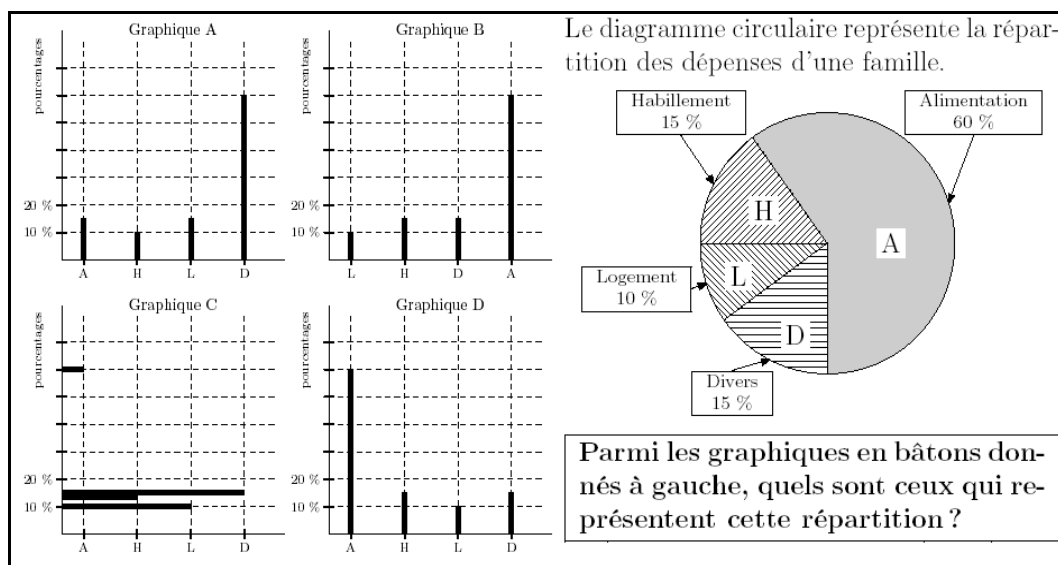 Graphique A
pourcentages
20 %
10 %
A H L D
Graphique B
pourcentages
20 %
10 %
L H D A
Graphique C
pourcentages
20 %
10 %
A H L D
Graphique D
pourcentages
20 %
10 %
A H L D
Le diagramme circulaire représente la répar-
tition des dépenses d'une famille.
Habillement
15 %
Alimentation
60 %
H
A
Logement
10 %
L
D
Divers
15 %
Parmi les graphiques en bâtons don-
nés à gauche, quels sont ceux qui re-
présentent cette répartition ?